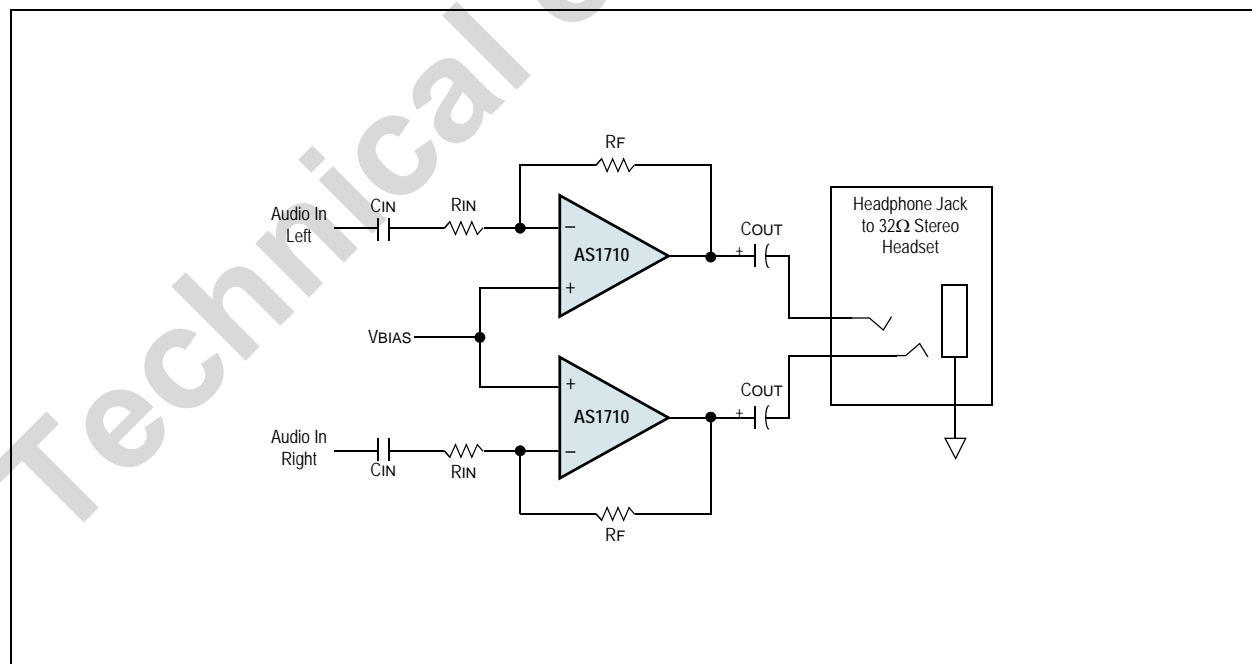 Technical
RF
Audio In
Left
CIN
RIN
−
AS1710
+
COUT
+
Headphone Jack
to 32Ω Stereo
Headset
VBIAS
+
AS1710
−
COUT
+
Audio In
Right
CIN
RIN
RF